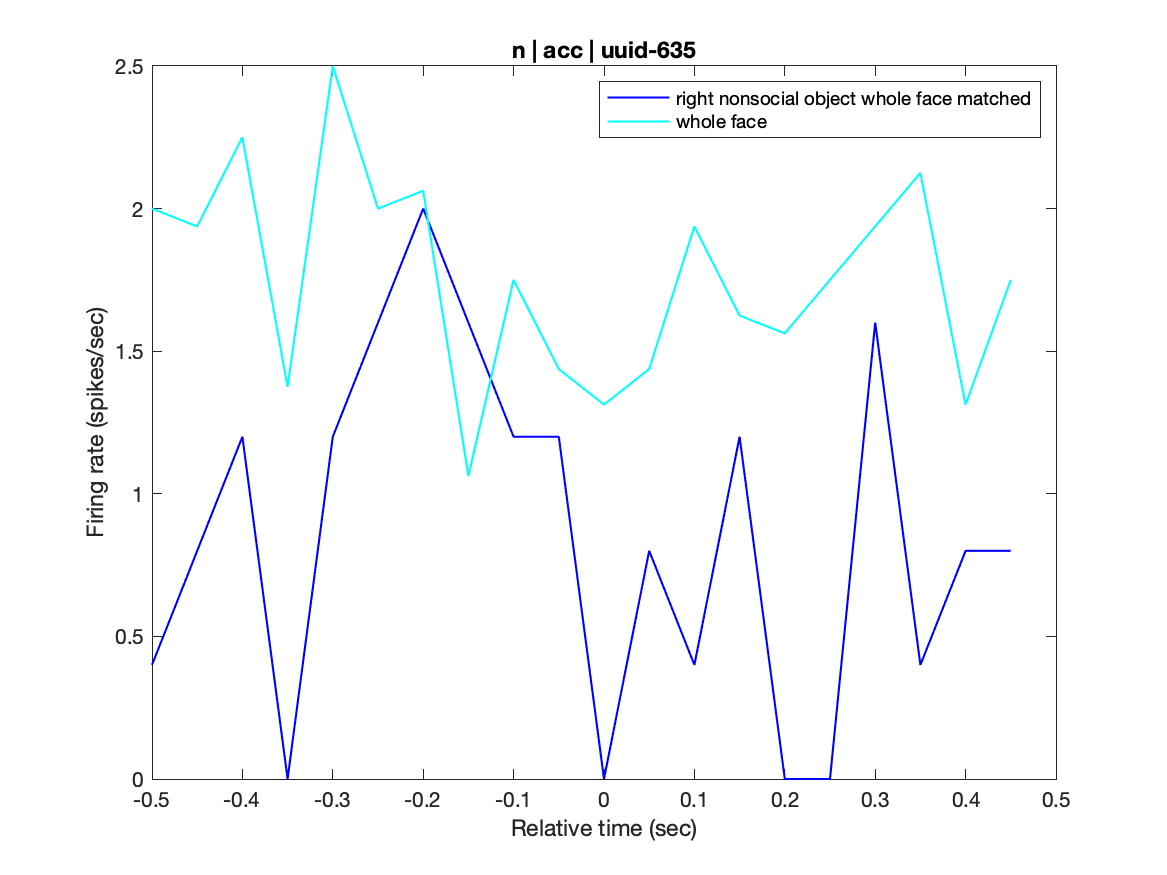 n | acc | uuid-635
right nonsocial object whole face matched
whole face
Firing rate (spikes/sec)
2.5
2
1.5
1
0.5
0
-0.5 -0.4 -0.3 -0.2 -0.1 0 0.1 0.2 0.3 0.4 0.5
Relative time (sec)